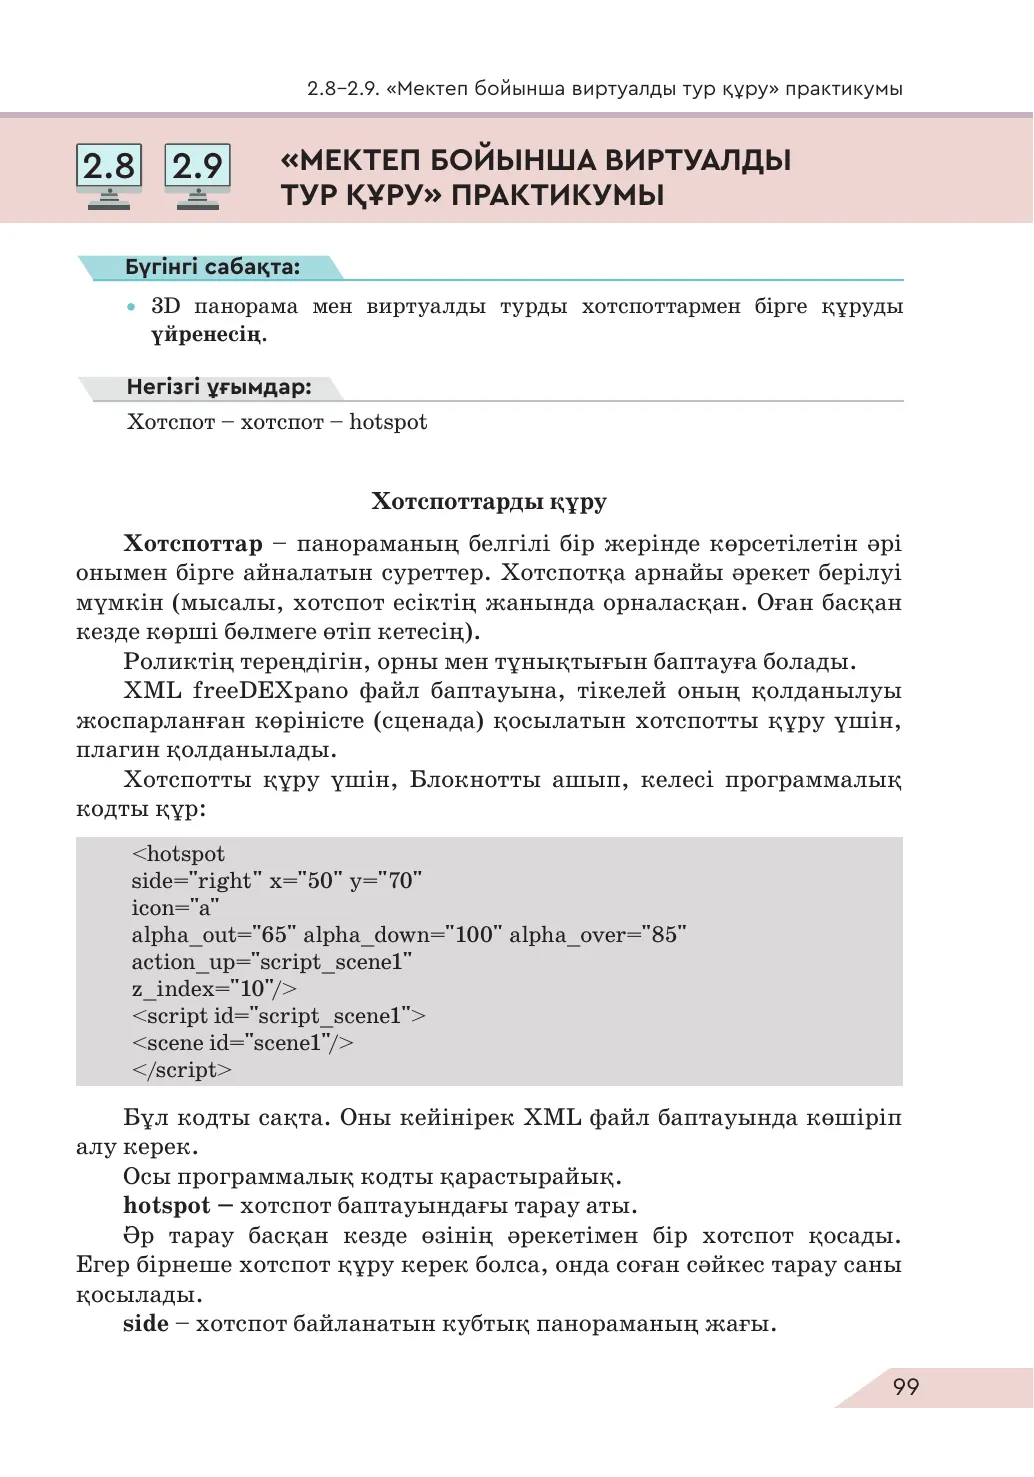 2.8–2.9. «Мектеп бойынша виртуалды тур құру» практикумы
2.8 2.9
«МЕКТЕП БОЙЫНША ВИРТУАЛДЫ
ТУР ҚҰРУ» ПРАКТИКУМЫ
Бүгінгі сабақта:
• 3D панорама мен виртуалды турды хотспоттармен бірге құруды
үйренесің.
Негізгі ұғымдар:
Хотспот – хотспот – hotspot
Хотспоттарды құру
Хотспоттар – панораманың белгілі бір жерінде көрсетілетін әрі
онымен бірге айналатын суреттер. Хотспотқа арнайы әрекет берілуі
мүмкін (мысалы, хотспот есіктің жанында орналасқан. Оған басқан
кезде көрші бөлмеге өтіп кетесің).
Роликтің тереңдігін, орны мен тұнықтығын баптауға болады.
XML freeDEXpano файл баптауына, тікелей оның қолданылуы
жоспарланған көріністе (сценада) қосылатын хотспотты құру үшін,
плагин қолданылады.
Хотспотты құру үшін, Блокнотты ашып, келесі программалық
кодты құр:
<hotspot
side="right" x="50" y="70"
icon="a"
alpha_out="65" alpha_down="100" alpha_over="85"
action_up="script_scene1"
z_index="10"/>
<script id="script_scene1">
<scene id="scene1"/>
</script>
Бұл кодты сақта. Оны кейінірек XML файл баптауында көшіріп
алу керек.
Осы программалық кодты қарастырайық.
hotspot – хотспот баптауындағы тарау аты.
Әр тарау басқан кезде өзінің әрекетімен бір хотспот қосады.
Егер бірнеше хотспот құру керек болса, онда соған сәйкес тарау саны
қосылады.
side – хотспот байланатын кубтық панораманың жағы.
99